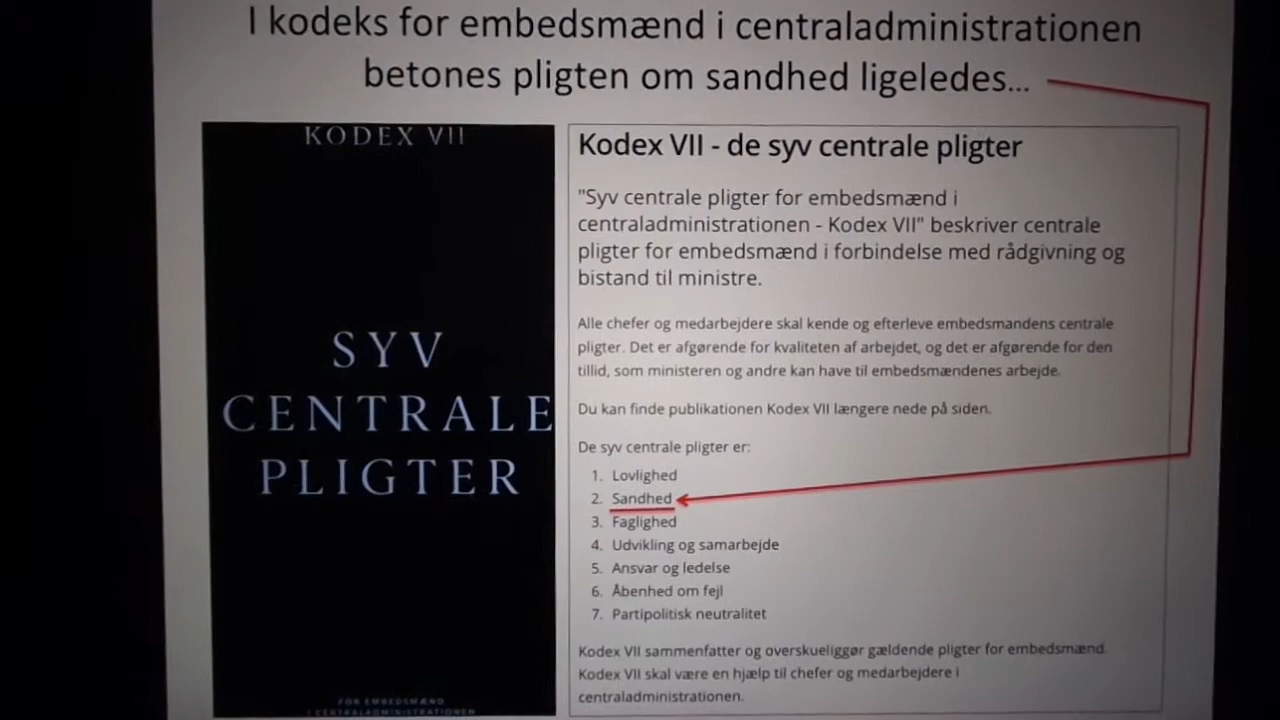 I kodeks for embedsmænd i centraladministrationen
betones pligten om sandhed ligeledes...
KODEX VII
SYV
CENTRALE
PLIGTER
FOR EMBEDSMÆND
I CENTRALADMINISTRATIONEN
Kodex VII - de syv centrale pligter
"Syv centrale pligter for embedsmænd i
centraladministrationen - Kodex VII" beskriver centrale
pligter for embedsmænd i forbindelse med rådgivning og
bistand til ministre.
Alle chefer og medarbejdere skal kende og efterleve embedsmandens centrale
pligter. Det er afgørende for kvaliteten af arbejdet, og det er afgørende for den
tillid, som ministeren og andre kan have til embedsmændenes arbejde.
Du kan finde publikationen Kodex VII længere nede på siden.
De syv centrale pligter er:
1. Lovlighed
2. Sandhed
3. Faglighed
4. Udvikling og samarbejde
5. Ansvar og ledelse
6. Åbenhed om fejl
7. Partipolitisk neutralitet
Kodex VII sammenfatter og overskueliggør gældende pligter for embedsmænd.
Kodex VII skal være en hjælp til chefer og medarbejdere i
centraladministrationen.